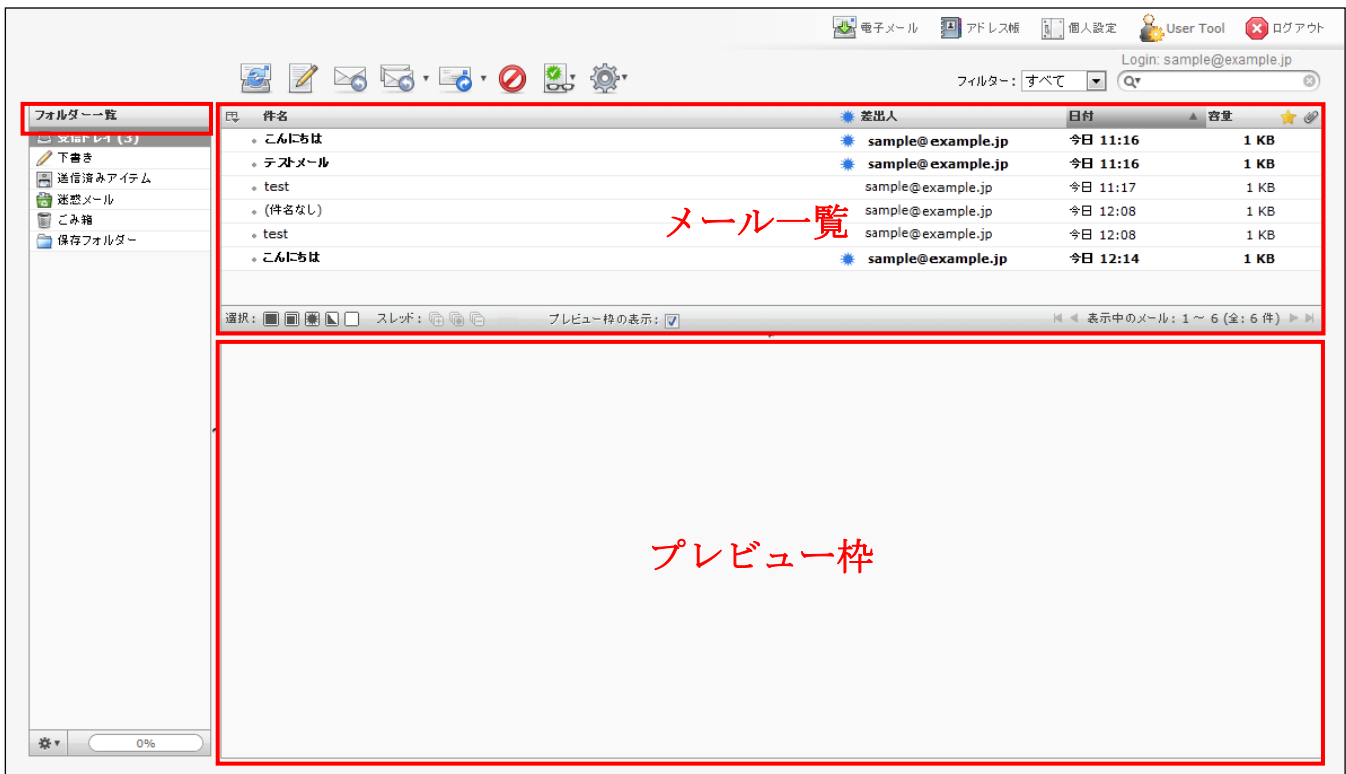 電子メール アドレス帳 個人設定 User Tool ログアウト
Login: sample@example.jp
フィルター: すべて
フォルダー一覧
受信トレイ (3)
下書き
送信済みアイテム
迷惑メール
ごみ箱
保存フォルダー
0%
件名 差出人 日付 容量
こんにちは sample@example.jp 今日 11:16 1 KB
テストメール sample@example.jp 今日 11:16 1 KB
test sample@example.jp 今日 11:17 1 KB
(件名なし) sample@example.jp 今日 12:08 1 KB
test sample@example.jp 今日 12:08 1 KB
こんにちは sample@example.jp 今日 12:14 1 KB
メール一覧
選択: スレッド: プレビュー枠の表示: 表示中のメール: 1 ～ 6 (全: 6 件)
プレビュー枠